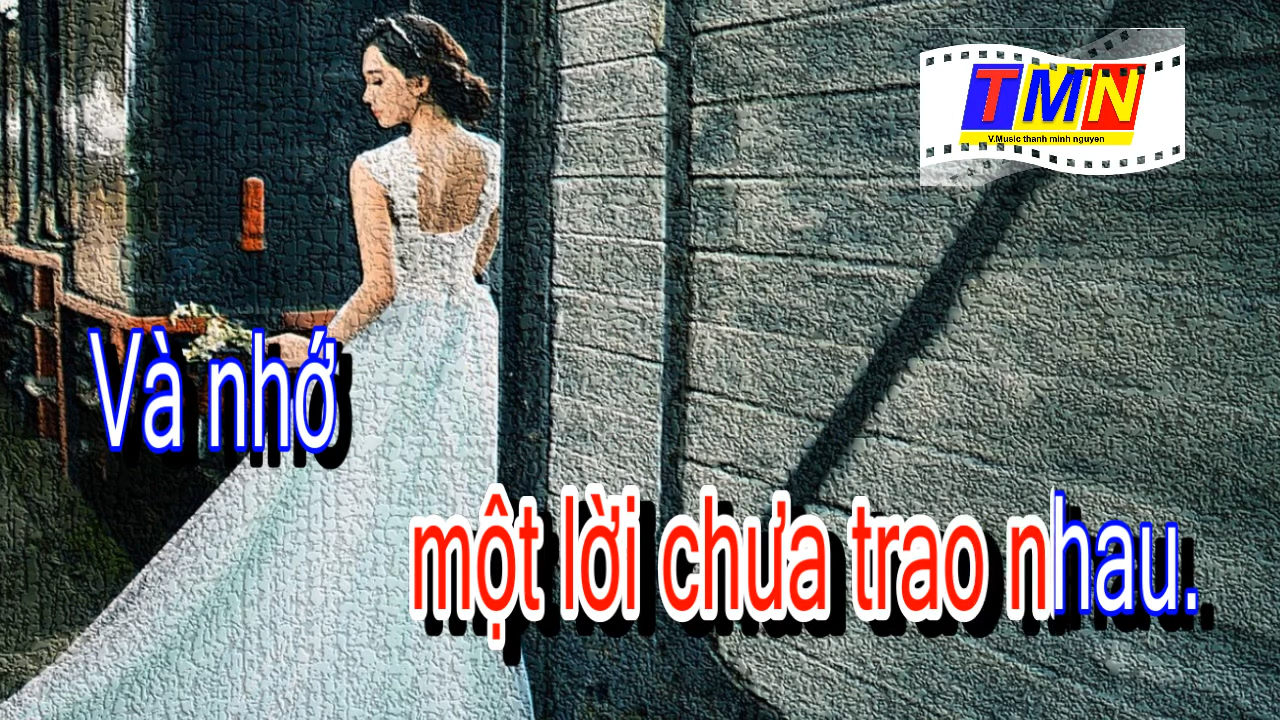 TMN
V.Music thanh minh nguyen
Và nhớ
một lời chưa trao nhau.